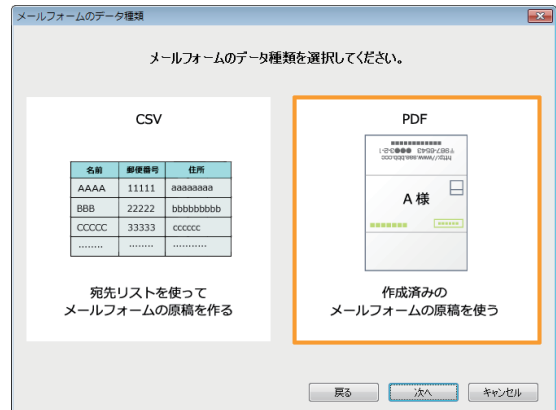 メールフォームのデータ種類
メールフォームのデータ種類を選択してください。
CSV
名前 郵便番号 住所
AAAA 11111 aaaaaaaa
BBB 22222 bbbbbbbbb
CCCCC 33333 cccccc
........ ........ ...........
宛先リストを使って
メールフォームの原稿を作る
PDF
A 様
作成済みの
メールフォームの原稿を使う
戻る 次へ キャンセル